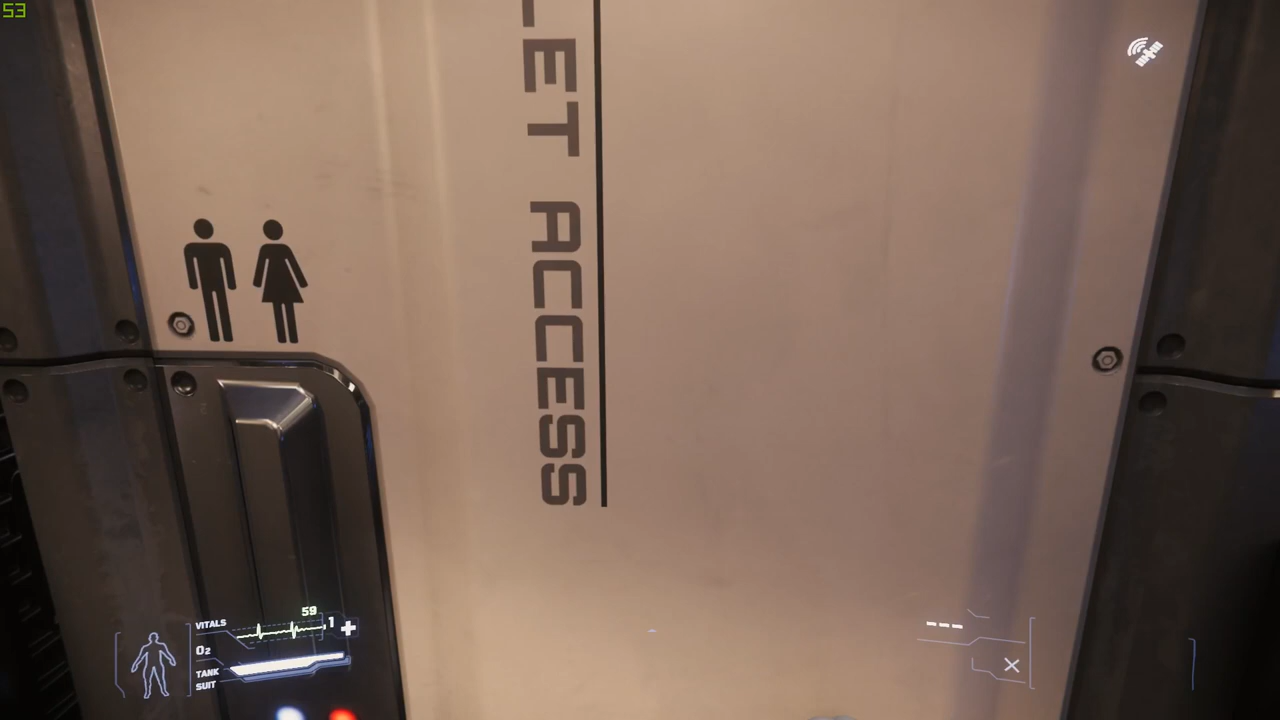 53
LET ACCESS
VITALS
59
1
O₂
TANK
SUIT